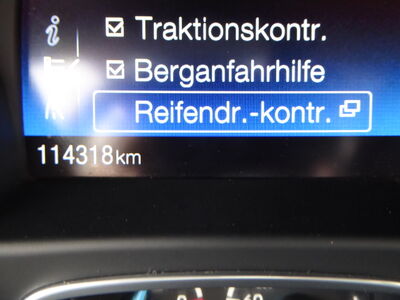 i
Traktionskontr.
Berganfahrhilfe
Reifendr.-kontr.
114318km